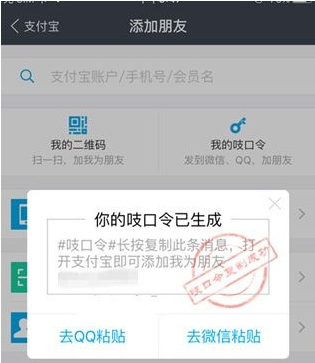 支付宝
添加朋友
支付宝账户/手机号/会员名
我的二维码
扫一扫，加我为朋友
我的吱口令
发到微信、QQ、加朋友
你的吱口令已生成
#吱口令#长按复制此条消息，打
开支付宝即可添加我为朋友
吱口令复制成功
去QQ粘贴
去微信粘贴